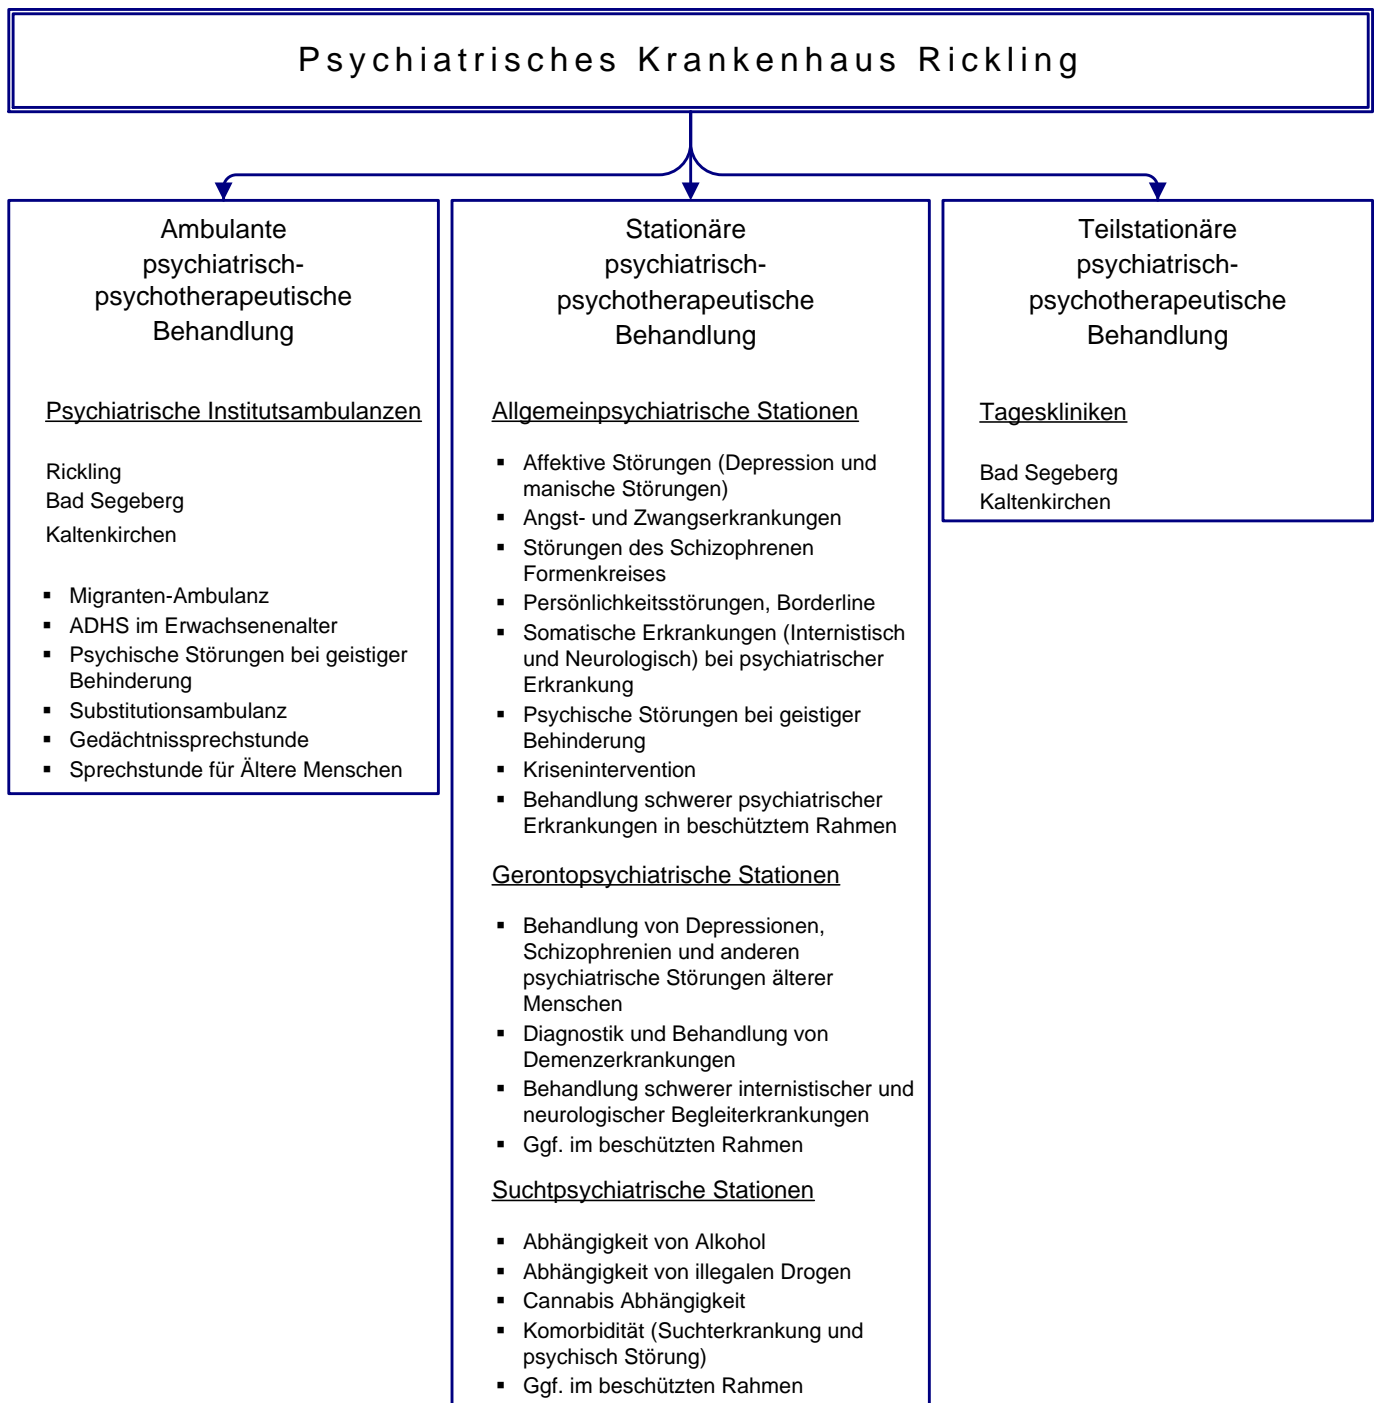 Psychiatrisches Krankenhaus Rickling
Ambulante
psychiatrisch-
psychotherapeutische
Behandlung
Psychiatrische Institutsambulanzen
Rickling
Bad Segeberg
Kaltenkirchen
▪ Migranten-Ambulanz
▪ ADHS im Erwachsenenalter
▪ Psychische Störungen bei geistiger
Behinderung
▪ Substitutionsambulanz
▪ Gedächtnissprechstunde
▪ Sprechstunde für Ältere Menschen
Stationäre
psychiatrisch-
psychotherapeutische
Behandlung
Allgemeinpsychiatrische Stationen
▪ Affektive Störungen (Depression und
manische Störungen)
▪ Angst- und Zwangserkrankungen
▪ Störungen des Schizophrenen
Formenkreises
▪ Persönlichkeitsstörungen, Borderline
▪ Somatische Erkrankungen (Internistisch
und Neurologisch) bei psychiatrischer
Erkrankung
▪ Psychische Störungen bei geistiger
Behinderung
▪ Krisenintervention
▪ Behandlung schwerer psychiatrischer
Erkrankungen in beschütztem Rahmen
Gerontopsychiatrische Stationen
▪ Behandlung von Depressionen,
Schizophrenien und anderen
psychiatrische Störungen älterer
Menschen
▪ Diagnostik und Behandlung von
Demenzerkrankungen
▪ Behandlung schwerer internistischer und
neurologischer Begleiterkrankungen
▪ Ggf. im beschützten Rahmen
Suchtpsychiatrische Stationen
▪ Abhängigkeit von Alkohol
▪ Abhängigkeit von illegalen Drogen
▪ Cannabis Abhängigkeit
▪ Komorbidität (Suchterkrankung und
psychisch Störung)
▪ Ggf. im beschützten Rahmen
Teilstationäre
psychiatrisch-
psychotherapeutische
Behandlung
Tageskliniken
Bad Segeberg
Kaltenkirchen